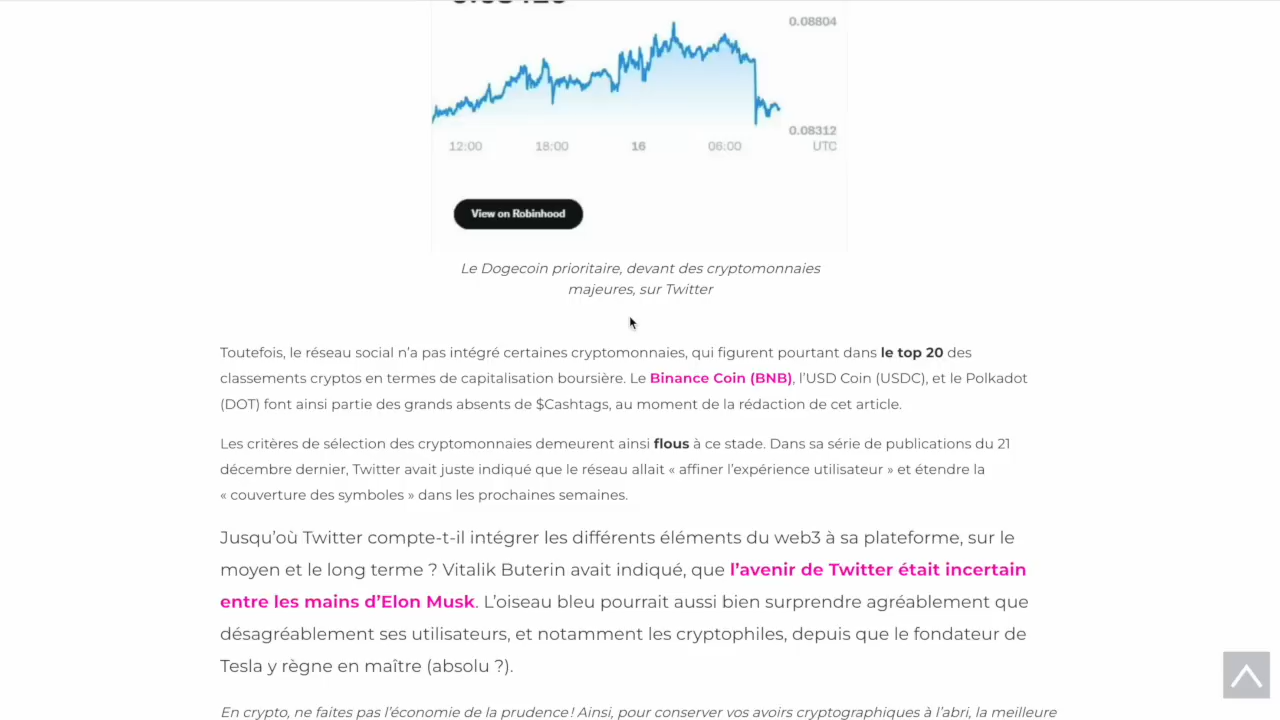 0.08804
0.08312
12:00 18:00 16 06:00 UTC
View on Robinhood
Le Dogecoin prioritaire, devant des cryptomonnaies
majeures, sur Twitter
Toutefois, le réseau social n’a pas intégré certaines cryptomonnaies, qui figurent pourtant dans le top 20 des
classements cryptos en termes de capitalisation boursière. Le Binance Coin (BNB), l’USD Coin (USDC), et le Polkadot
(DOT) font ainsi partie des grands absents de $Cashtags, au moment de la rédaction de cet article.
Les critères de sélection des cryptomonnaies demeurent ainsi flous à ce stade. Dans sa série de publications du 21
décembre dernier, Twitter avait juste indiqué que le réseau allait « affiner l’expérience utilisateur » et étendre la
« couverture des symboles » dans les prochaines semaines.
Jusqu’où Twitter compte-t-il intégrer les différents éléments du web3 à sa plateforme, sur le
moyen et le long terme ? Vitalik Buterin avait indiqué, que l’avenir de Twitter était incertain
entre les mains d’Elon Musk. L’oiseau bleu pourrait aussi bien surprendre agréablement que
désagréablement ses utilisateurs, et notamment les cryptophiles, depuis que le fondateur de
Tesla y règne en maître (absolu ?).
En crypto, ne faites pas l’économie de la prudence ! Ainsi, pour conserver vos avoirs cryptographiques à l’abri, la meilleure